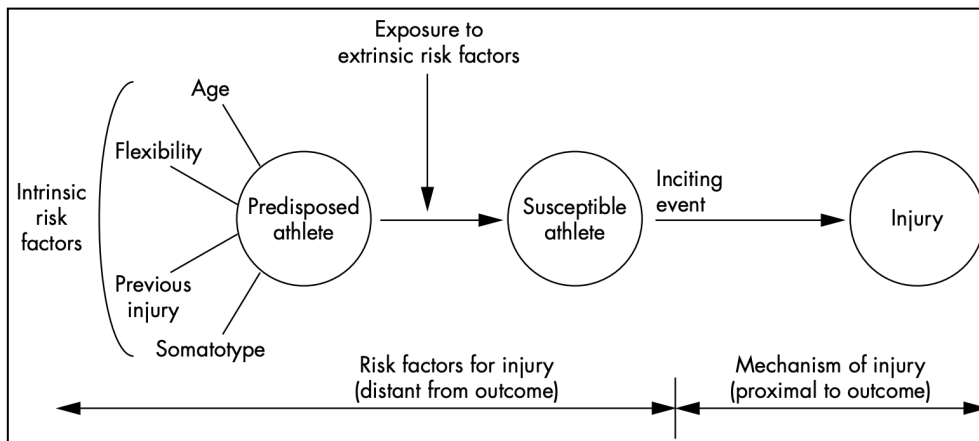 Exposure to
extrinsic risk factors
Age
Flexibility
Intrinsic
risk
factors
Predisposed
athlete
Susceptible
athlete
Inciting
event
Injury
Previous
injury
Somatotype
Risk factors for injury
(distant from outcome)
Mechanism of injury
(proximal to outcome)